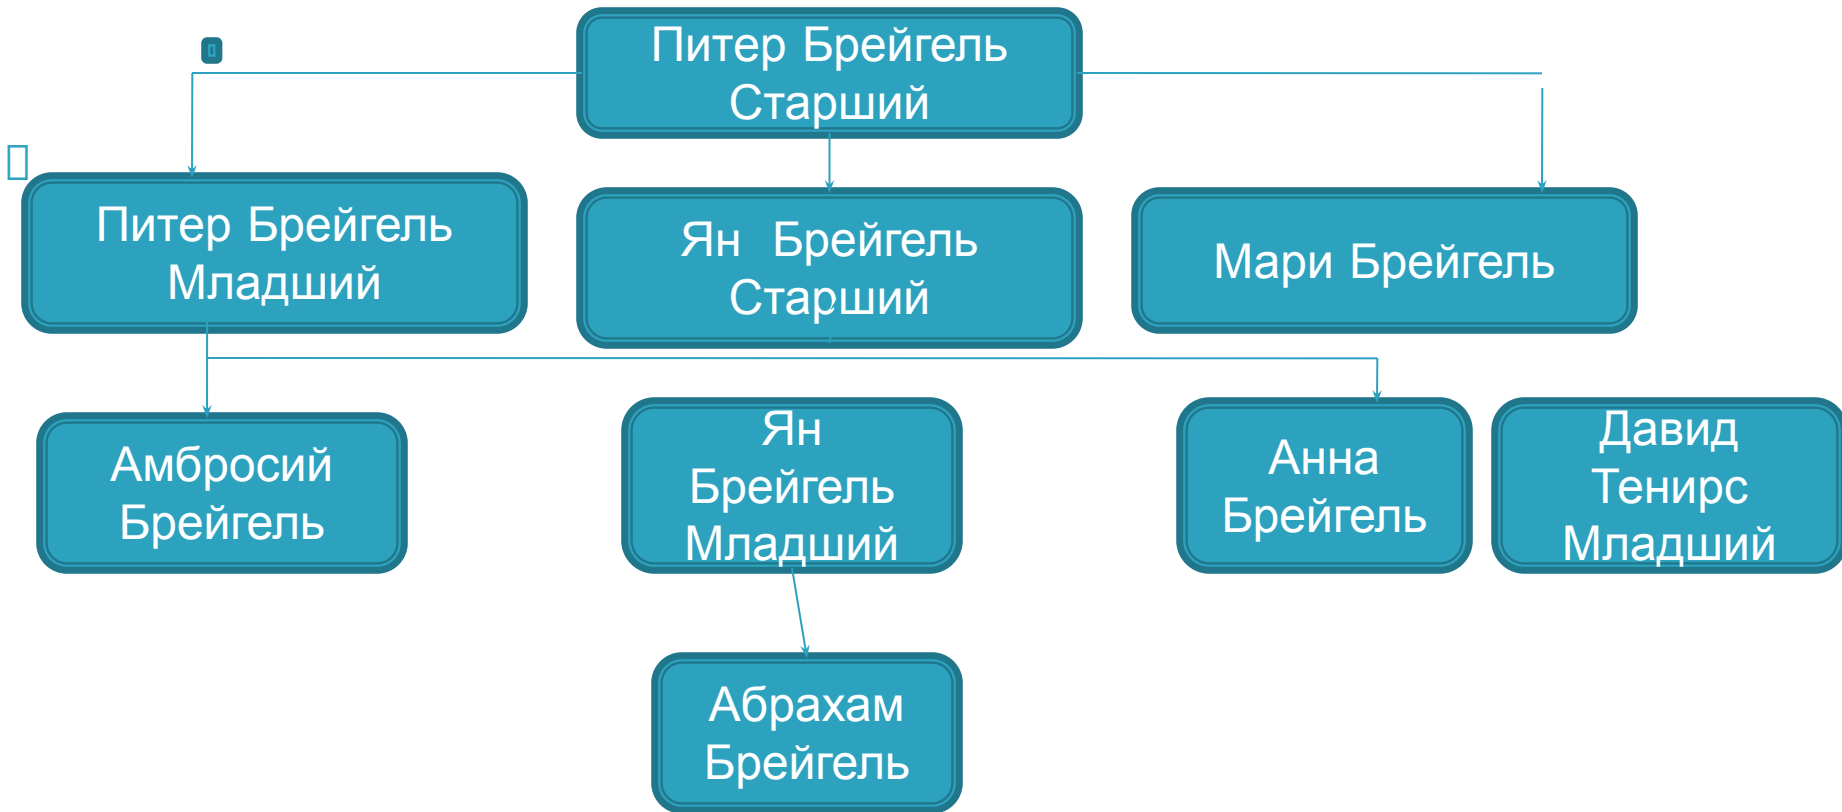 Питер Брейгель
Старший
Питер Брейгель
Младший
Ян Брейгель
Старший
Мари Брейгель
Амбросий
Брейгель
Ян
Брейгель
Младший
Анна
Брейгель
Давид
Тенирс
Младший
Абрахам
Брейгель